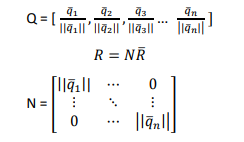 Q = [ q̄₁/||q̄₁||, q̄₂/||q̄₂||, q̄₃/||q̄₃|| ... q̄ₙ/||q̄ₙ|| ]
R = NR̄
||q̄₁|| ⋯ 0
N = [ ⋮ ⋱ ⋮ ]
0 ⋯ ||q̄ₙ||